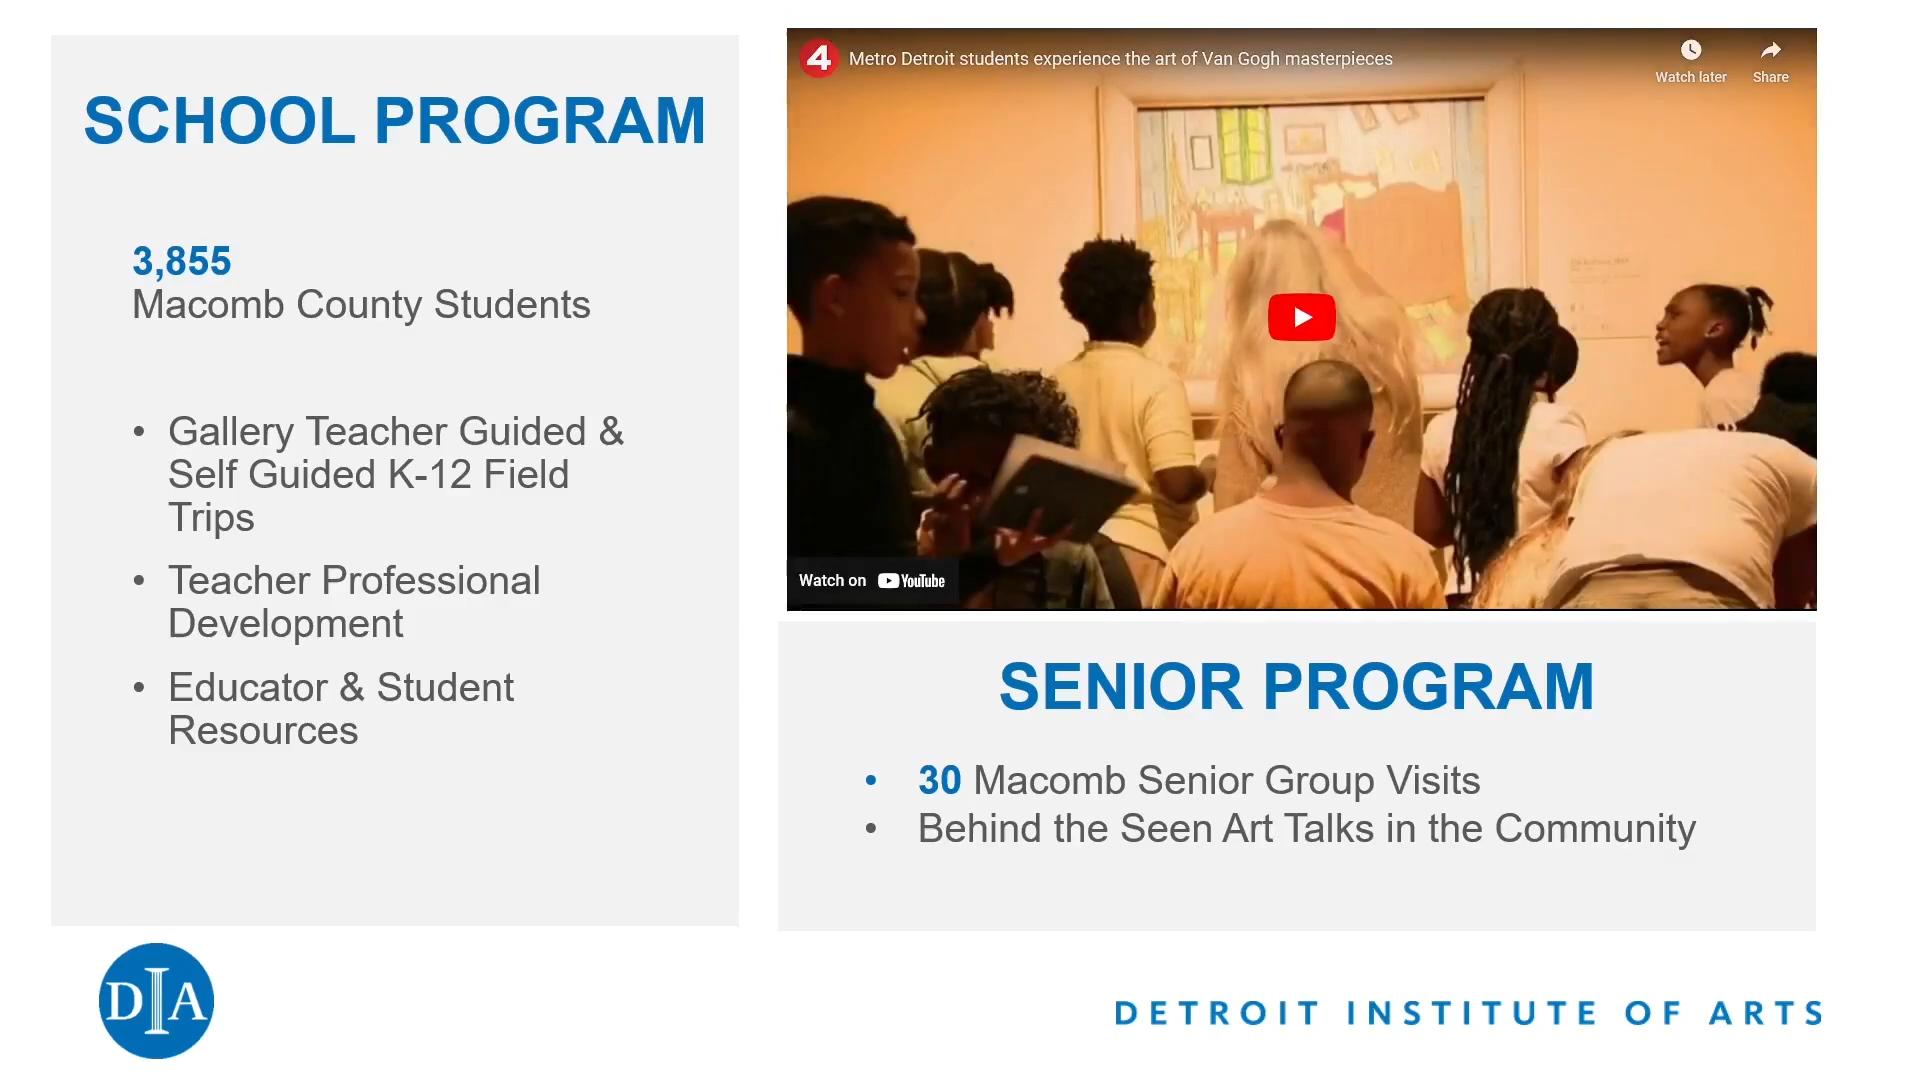 SCHOOL PROGRAM
3,855
Macomb County Students
• Gallery Teacher Guided &
Self Guided K-12 Field
Trips
• Teacher Professional
Development
• Educator & Student
Resources
4 Metro Detroit students experience the art of Van Gogh masterpieces
Watch later
Share
Watch on YouTube
SENIOR PROGRAM
• 30 Macomb Senior Group Visits
• Behind the Seen Art Talks in the Community
DIA
DETROIT INSTITUTE OF ARTS